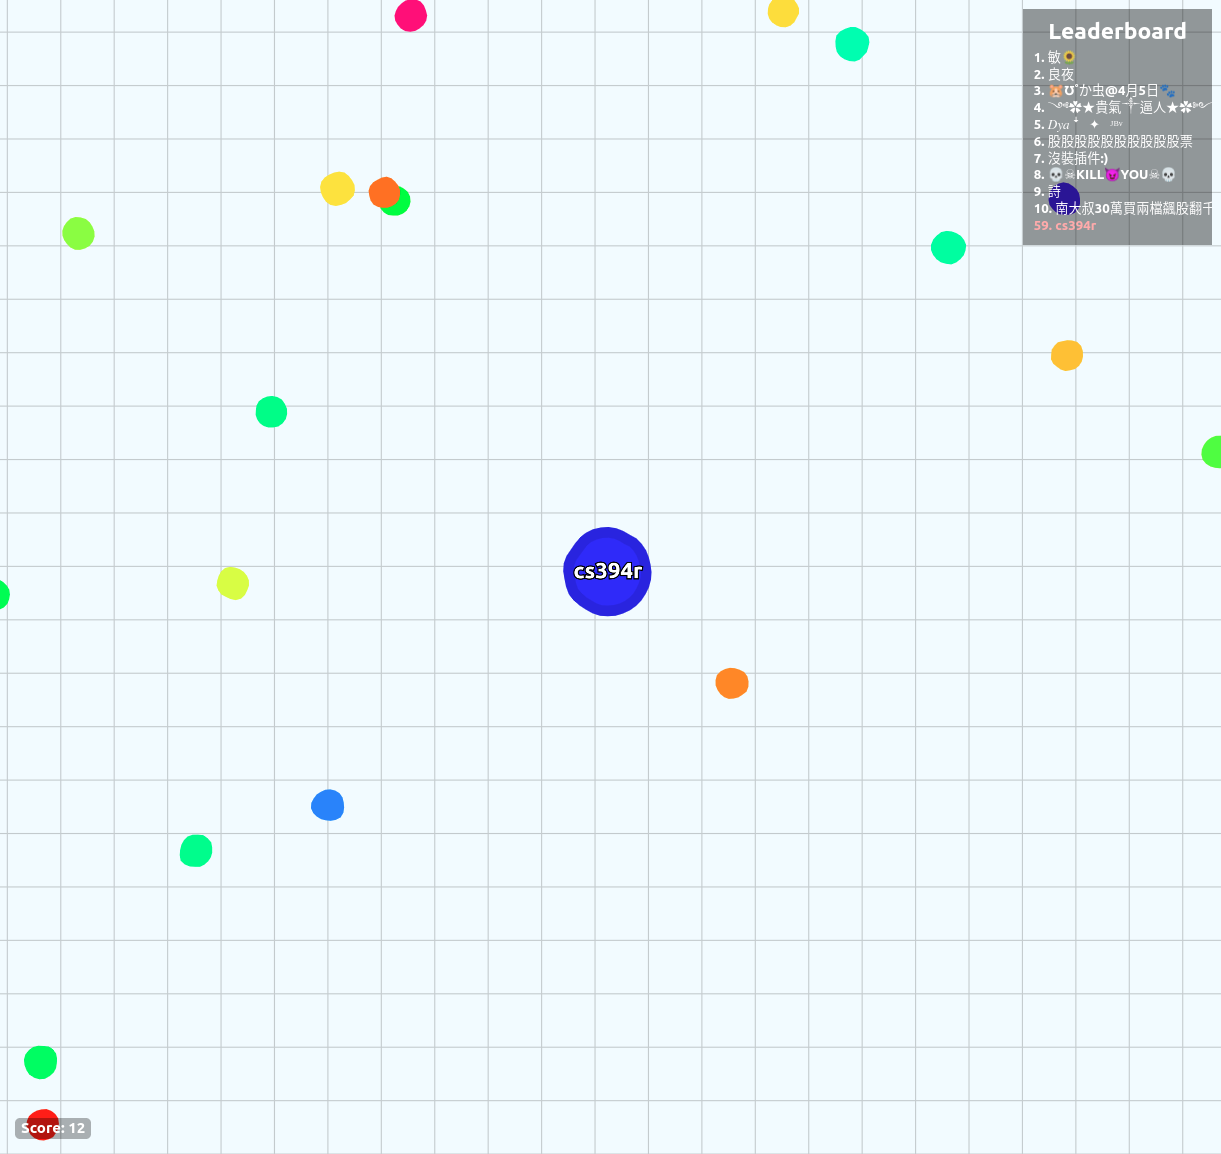 Leaderboard
1. 敏🌻
2. 良夜
3. 🐹Ʊ˚か虫@4月5日🐾
4. ༺✿★貴氣༒逼人★✿༻
5. 𝐷𝑦𝑎 ⁺ ✦ ᴶᴮᵛ
6. 股股股股股股股股股股票
7. 沒裝插件:)
8. 💀☠KILL😈YOU☠💀
9. 詩
10. 南大叔30萬買兩檔飆股翻千
59. cs394r
cs394r
Score: 12